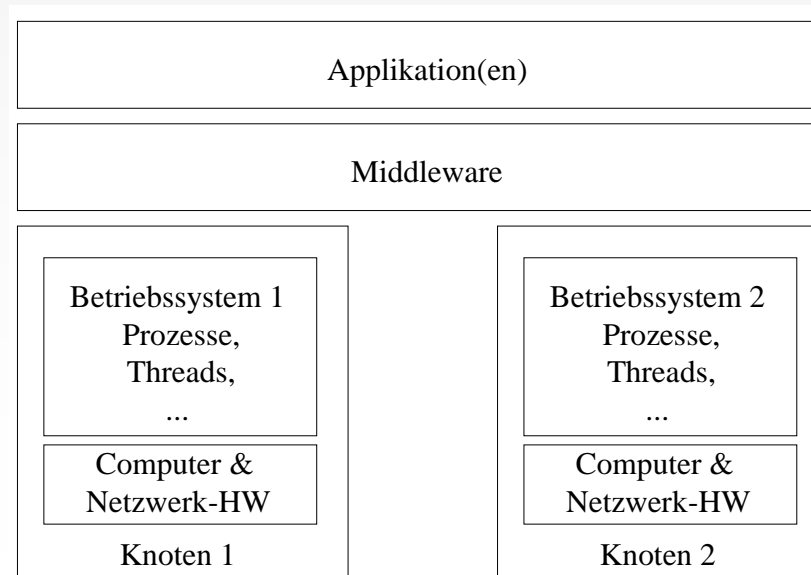 Applikation(en)
Middleware
Betriebssystem 1
Prozesse,
Threads,
...
Computer &
Netzwerk-HW
Knoten 1
Betriebssystem 2
Prozesse,
Threads,
...
Computer &
Netzwerk-HW
Knoten 2